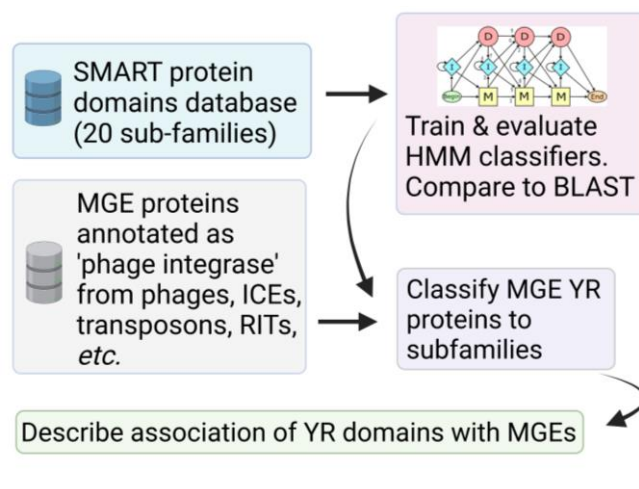 SMART protein
domains database
(20 sub-families)
D D D
I I I I
Begin M M M End
Train & evaluate
HMM classifiers.
Compare to BLAST
MGE proteins
annotated as
'phage integrase'
from phages, ICEs,
transposons, RITs,
etc.
Classify MGE YR
proteins to
subfamilies
Describe association of YR domains with MGEs